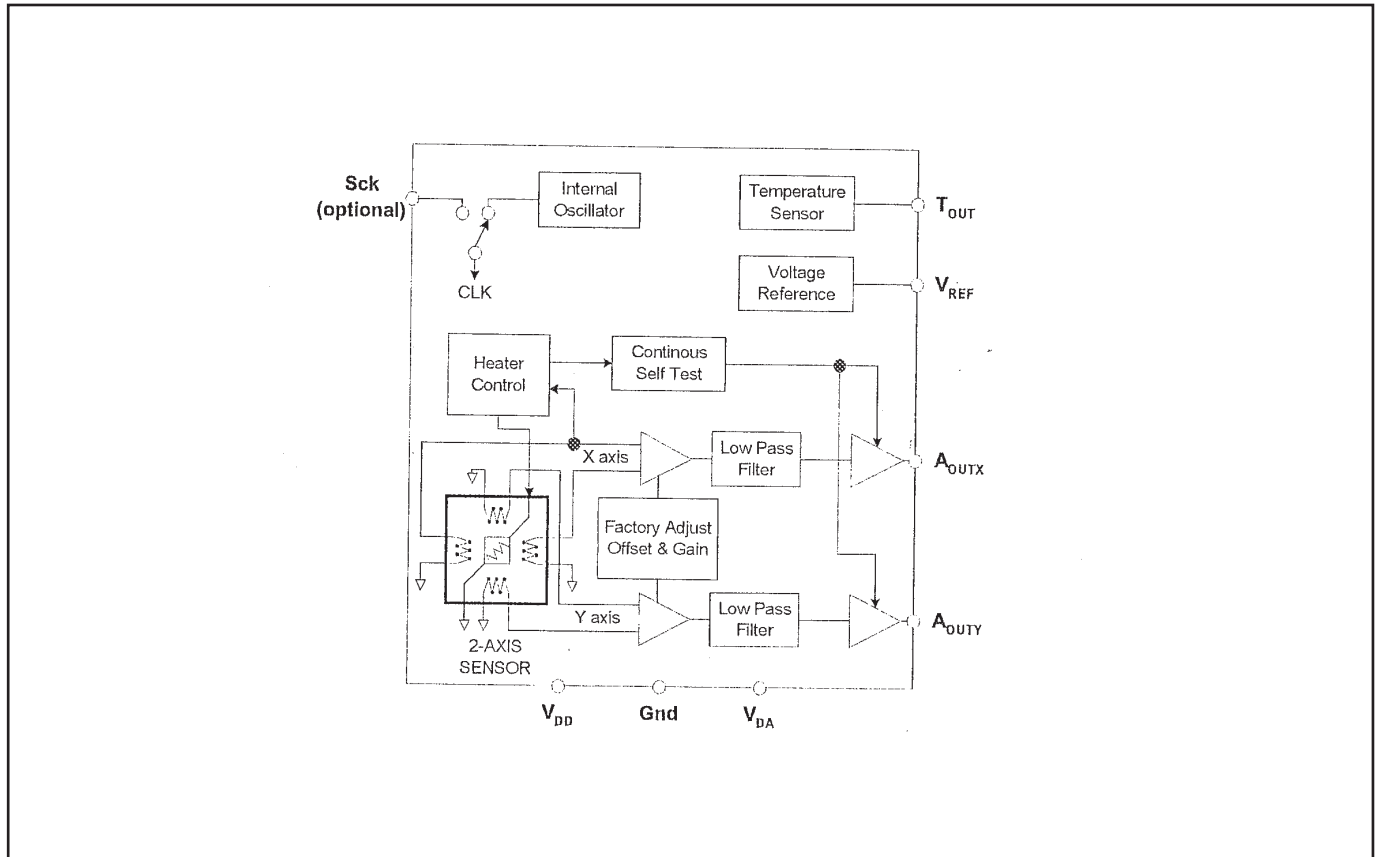 Sck
(optional)
Internal
Oscillator
Temperature
Sensor
T_OUT
CLK
Voltage
Reference
V_REF
Heater
Control
Continous
Self Test
X axis
Low Pass
Filter
A_OUTX
Factory Adjust
Offset & Gain
Y axis
Low Pass
Filter
A_OUTY
2-AXIS
SENSOR
V_DD
Gnd
V_DA